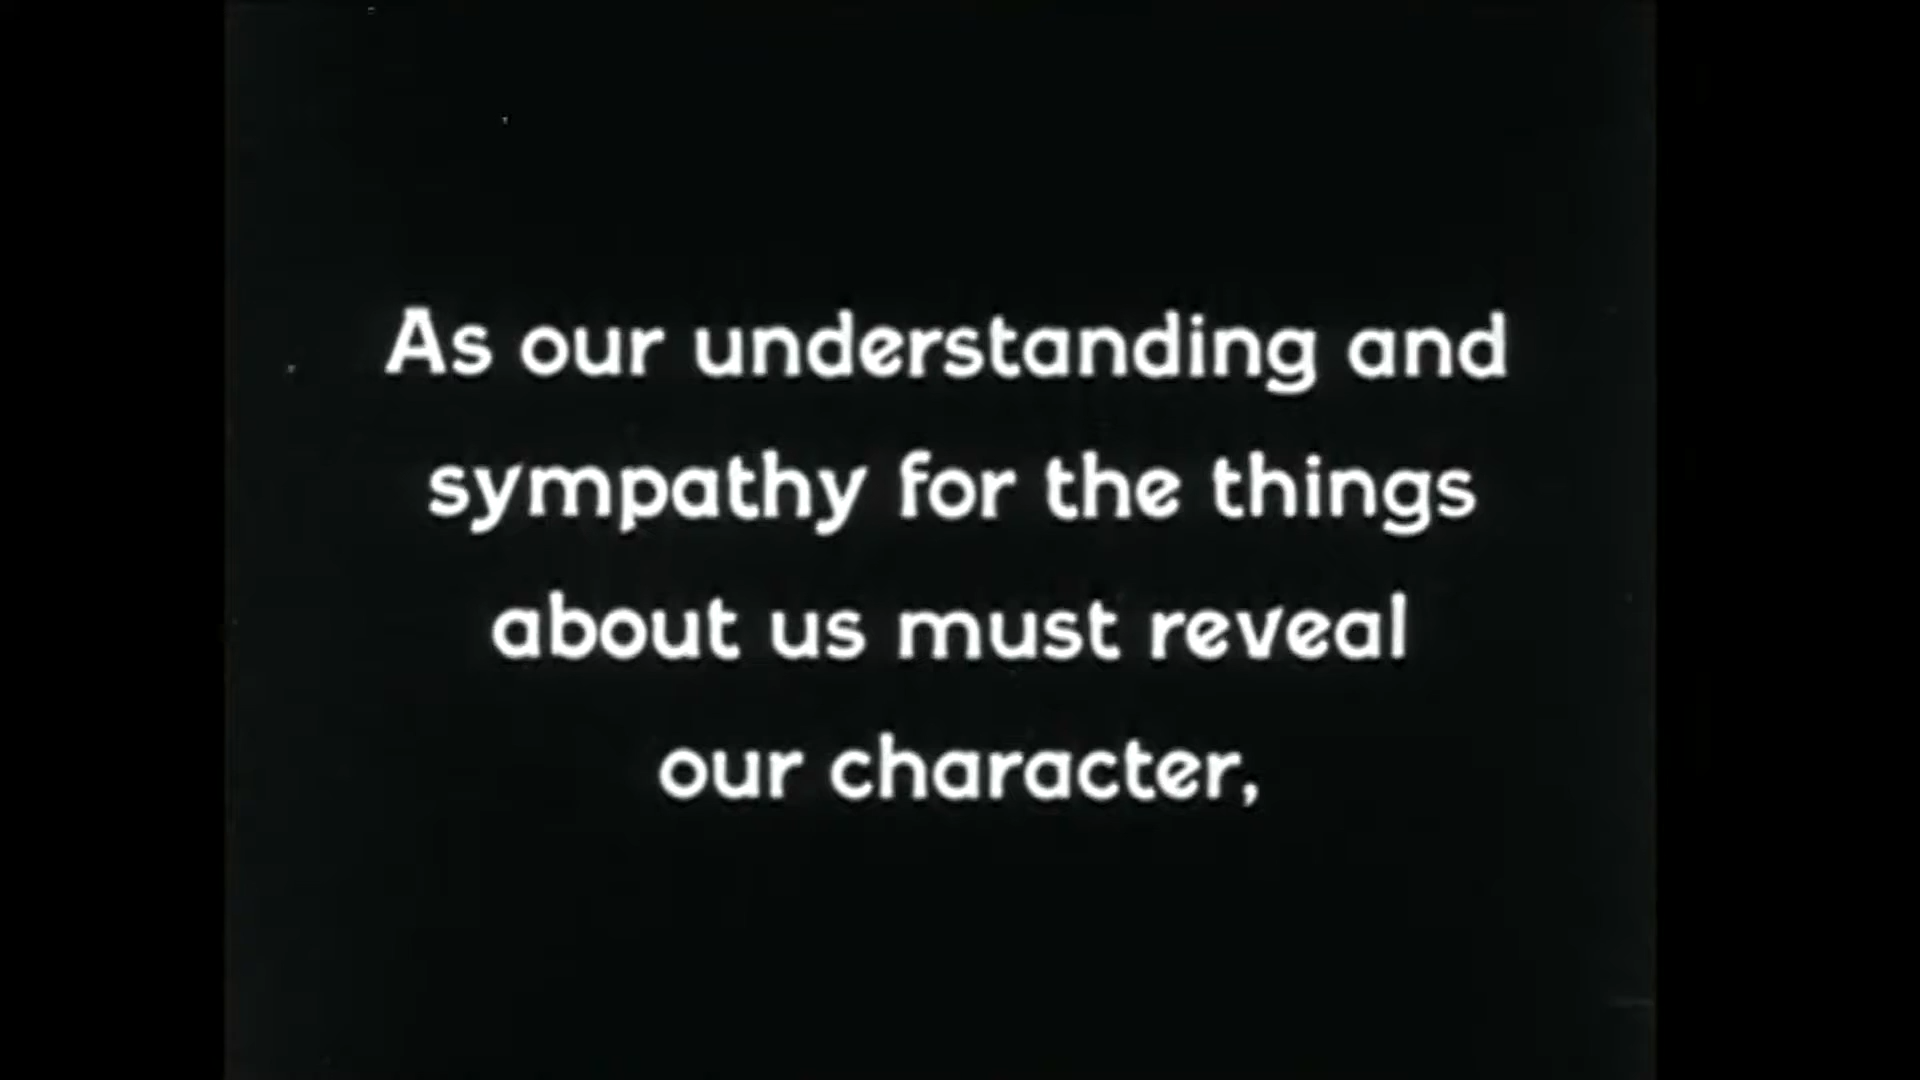 As our understanding and
sympathy for the things
about us must reveal
our character,